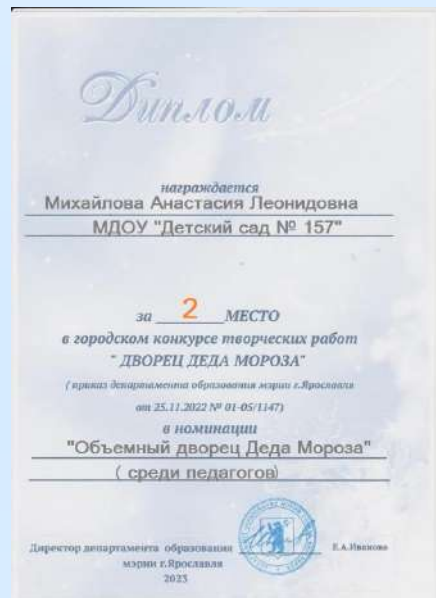 Диплом
награждается
Михайлова Анастасия Леонидовна
МДОУ "Детский сад № 157"
за 2 МЕСТО
в городском конкурсе творческих работ
" ДВОРЕЦ ДЕДА МОРОЗА"
( приказ департамента образования мэрии г.Ярославля
от 25.11.2022 № 01-05/1147)
в номинации
"Объемный дворец Деда Мороза"
( среди педагогов)
Директор департамента образования Е.А.Иванова
мэрии г.Ярославля
2023